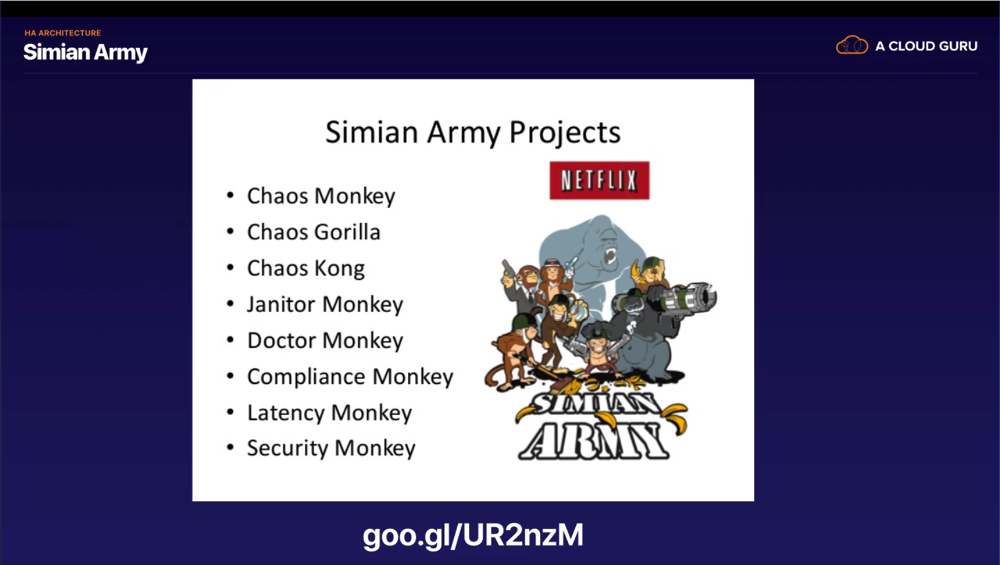 HA ARCHITECTURE
Simian Army
A CLOUD GURU
Simian Army Projects
NETFLIX
• Chaos Monkey
• Chaos Gorilla
• Chaos Kong
• Janitor Monkey
• Doctor Monkey
• Compliance Monkey
• Latency Monkey
• Security Monkey
SIMIAN
ARMY
goo.gl/UR2nzM